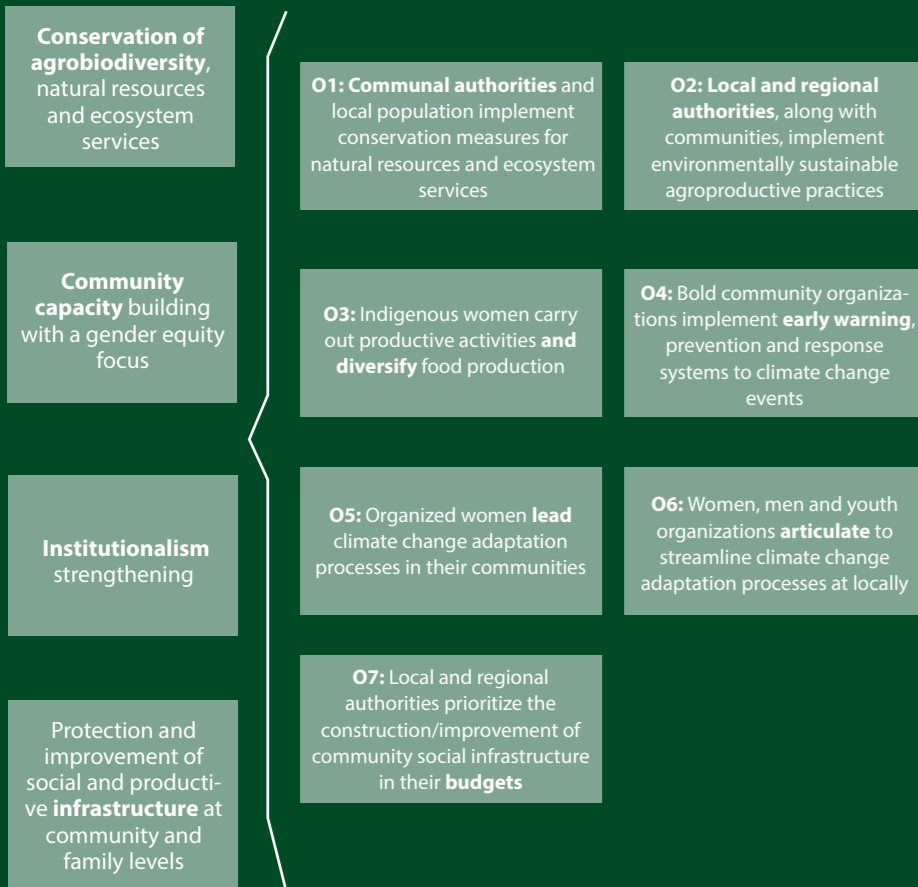 Conservation of
agrobiodiversity,
natural resources
and ecosystem
services
Community
capacity building
with a gender equity
focus
Institutionalism
strengthening
Protection and
improvement of
social and producti-
ve infrastructure at
community and
family levels
O1: Communal authorities and
local population implement
conservation measures for
natural resources and ecosystem
services
O2: Local and regional
authorities, along with
communities, implement
environmentally sustainable
agroproductive practices
O3: Indigenous women carry
out productive activities and
diversify food production
O4: Bold community organiza-
tions implement early warning,
prevention and response
systems to climate change
events
O5: Organized women lead
climate change adaptation
processes in their communities
O6: Women, men and youth
organizations articulate to
streamline climate change
adaptation processes at locally
O7: Local and regional
authorities prioritize the
construction/improvement of
community social infrastructure
in their budgets